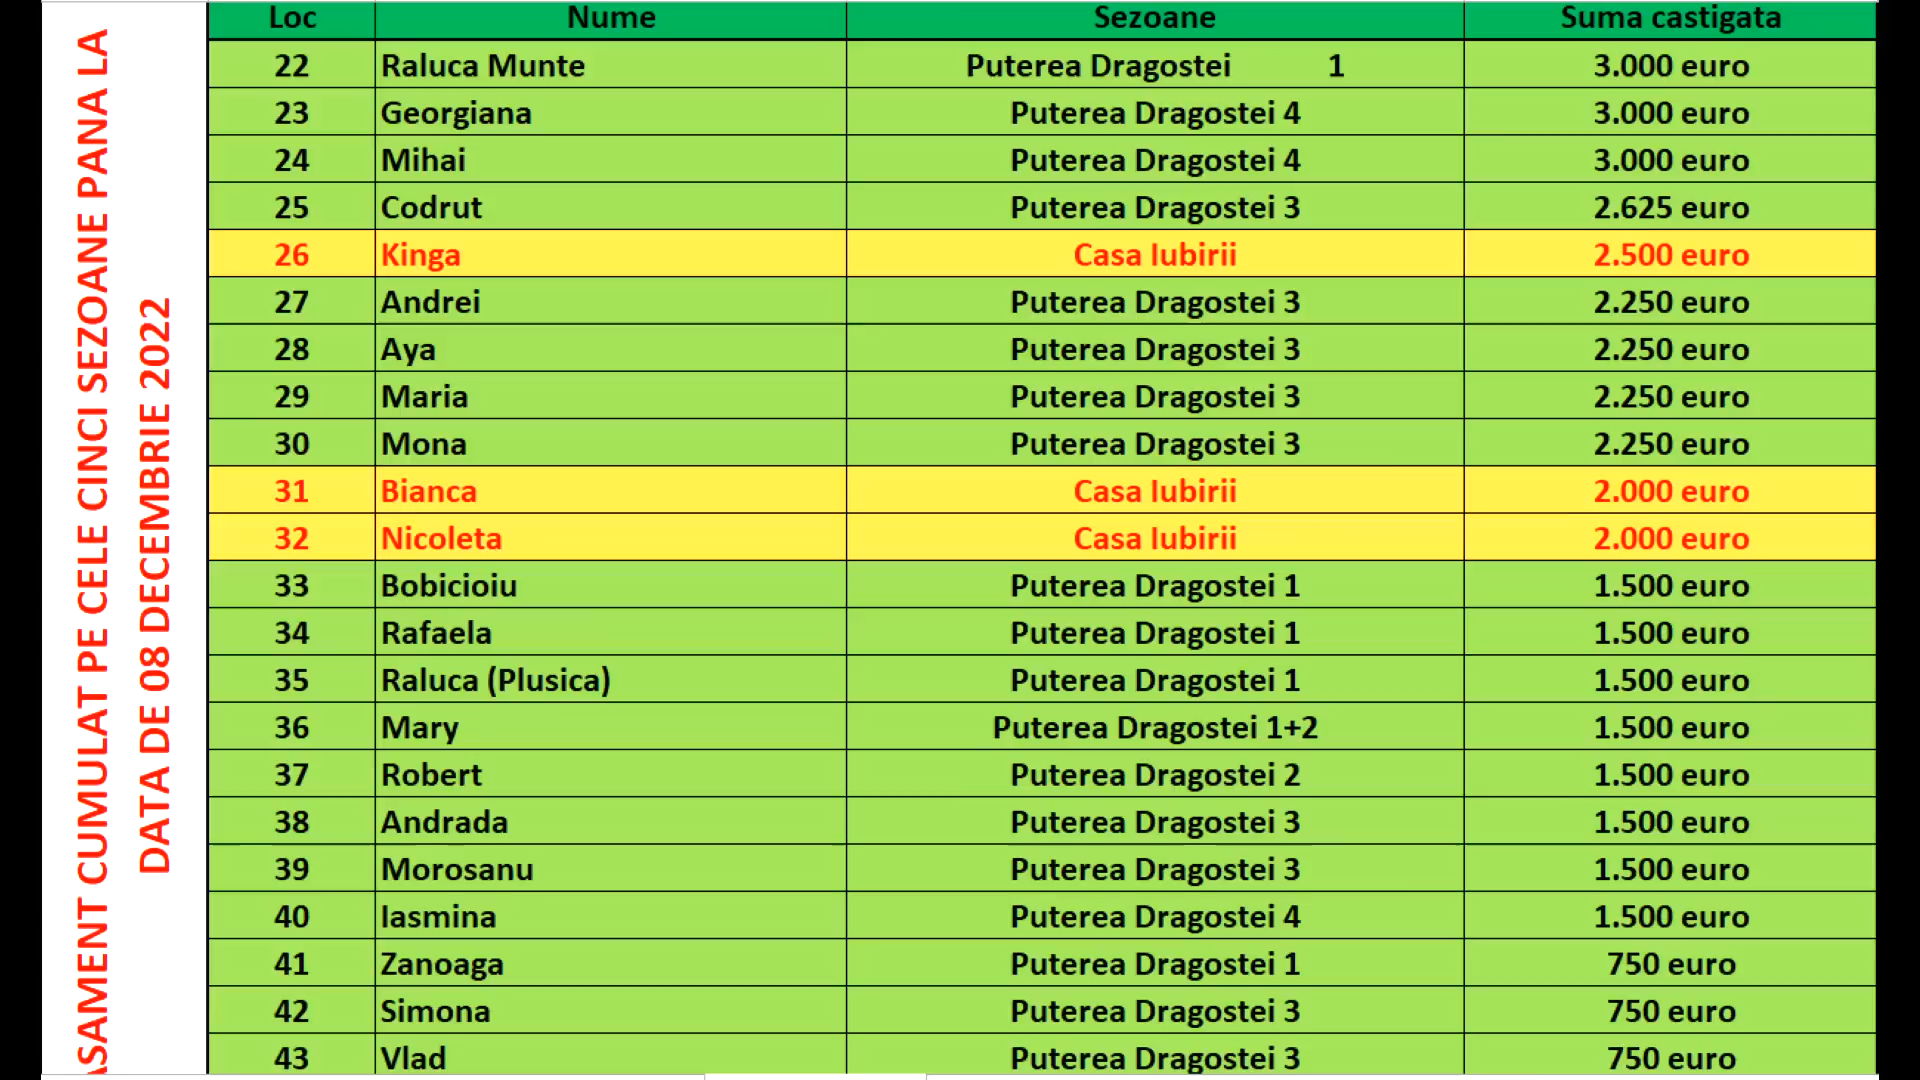 ASAMENT CUMULAT PE CELE CINCI SEZOANE PANA LA
DATA DE 08 DECEMBRIE 2022
Loc Nume Sezoane Suma castigata
22 Raluca Munte Puterea Dragostei 1 3.000 euro
23 Georgiana Puterea Dragostei 4 3.000 euro
24 Mihai Puterea Dragostei 4 3.000 euro
25 Codrut Puterea Dragostei 3 2.625 euro
26 Kinga Casa Iubirii 2.500 euro
27 Andrei Puterea Dragostei 3 2.250 euro
28 Aya Puterea Dragostei 3 2.250 euro
29 Maria Puterea Dragostei 3 2.250 euro
30 Mona Puterea Dragostei 3 2.250 euro
31 Bianca Casa Iubirii 2.000 euro
32 Nicoleta Casa Iubirii 2.000 euro
33 Bobicioiu Puterea Dragostei 1 1.500 euro
34 Rafaela Puterea Dragostei 1 1.500 euro
35 Raluca (Plusica) Puterea Dragostei 1 1.500 euro
36 Mary Puterea Dragostei 1+2 1.500 euro
37 Robert Puterea Dragostei 2 1.500 euro
38 Andrada Puterea Dragostei 3 1.500 euro
39 Morosanu Puterea Dragostei 3 1.500 euro
40 Iasmina Puterea Dragostei 4 1.500 euro
41 Zanoaga Puterea Dragostei 1 750 euro
42 Simona Puterea Dragostei 3 750 euro
43 Vlad Puterea Dragostei 3 750 euro